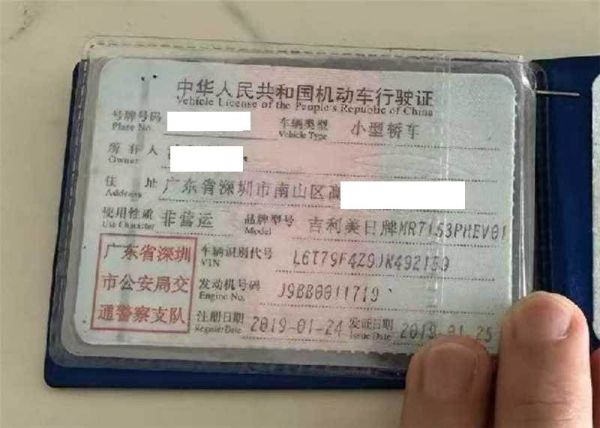 中华人民共和国机动车行驶证
Vehicle License of the People's Republic of China
号牌号码
Plate No.
车辆类型 小型轿车
Vehicle Type
所有人
Owner
住址 广东省深圳市南山区高
Address
使用性质 非营运 品牌型号 吉利美日牌MR7153PHEV01
Use Character Model
广东省深圳
市公安局交
通警察支队
车辆识别代号 L6T79F4Z9JN492159
VIN
发动机号码 J9BB0011719
Engine No.
注册日期 2019-01-24 发证日期 2019-01-25
Register Date Issue Date